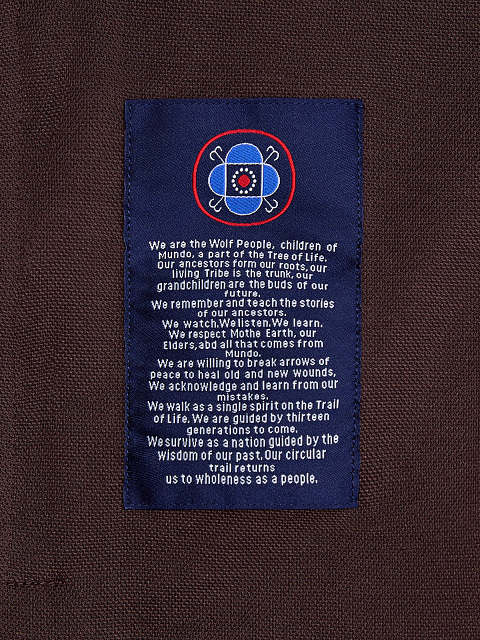 We are the Wolf People, children of
Mundo, a part of the Tree of Life.
Our ancestors form our roots, our
living Tribe is the trunk, our
grandchildren are the buds of our
future.
We remember and teach the stories
of our ancestors.
We watch.We listen.We learn.
We respect Mothe Earth, our
Elders, abd all that comes from
Mundo.
We are willing to break arrows of
peace to heal old and new wounds,
We acknowledge and learn from our
mistakes.
We walk as a single spirit on the Trail
of Life. We are guided by thirteen
generations to come.
We survive as a nation guided by the
wisdom of our past. Our circular
trail returns
us to wholeness as a people.